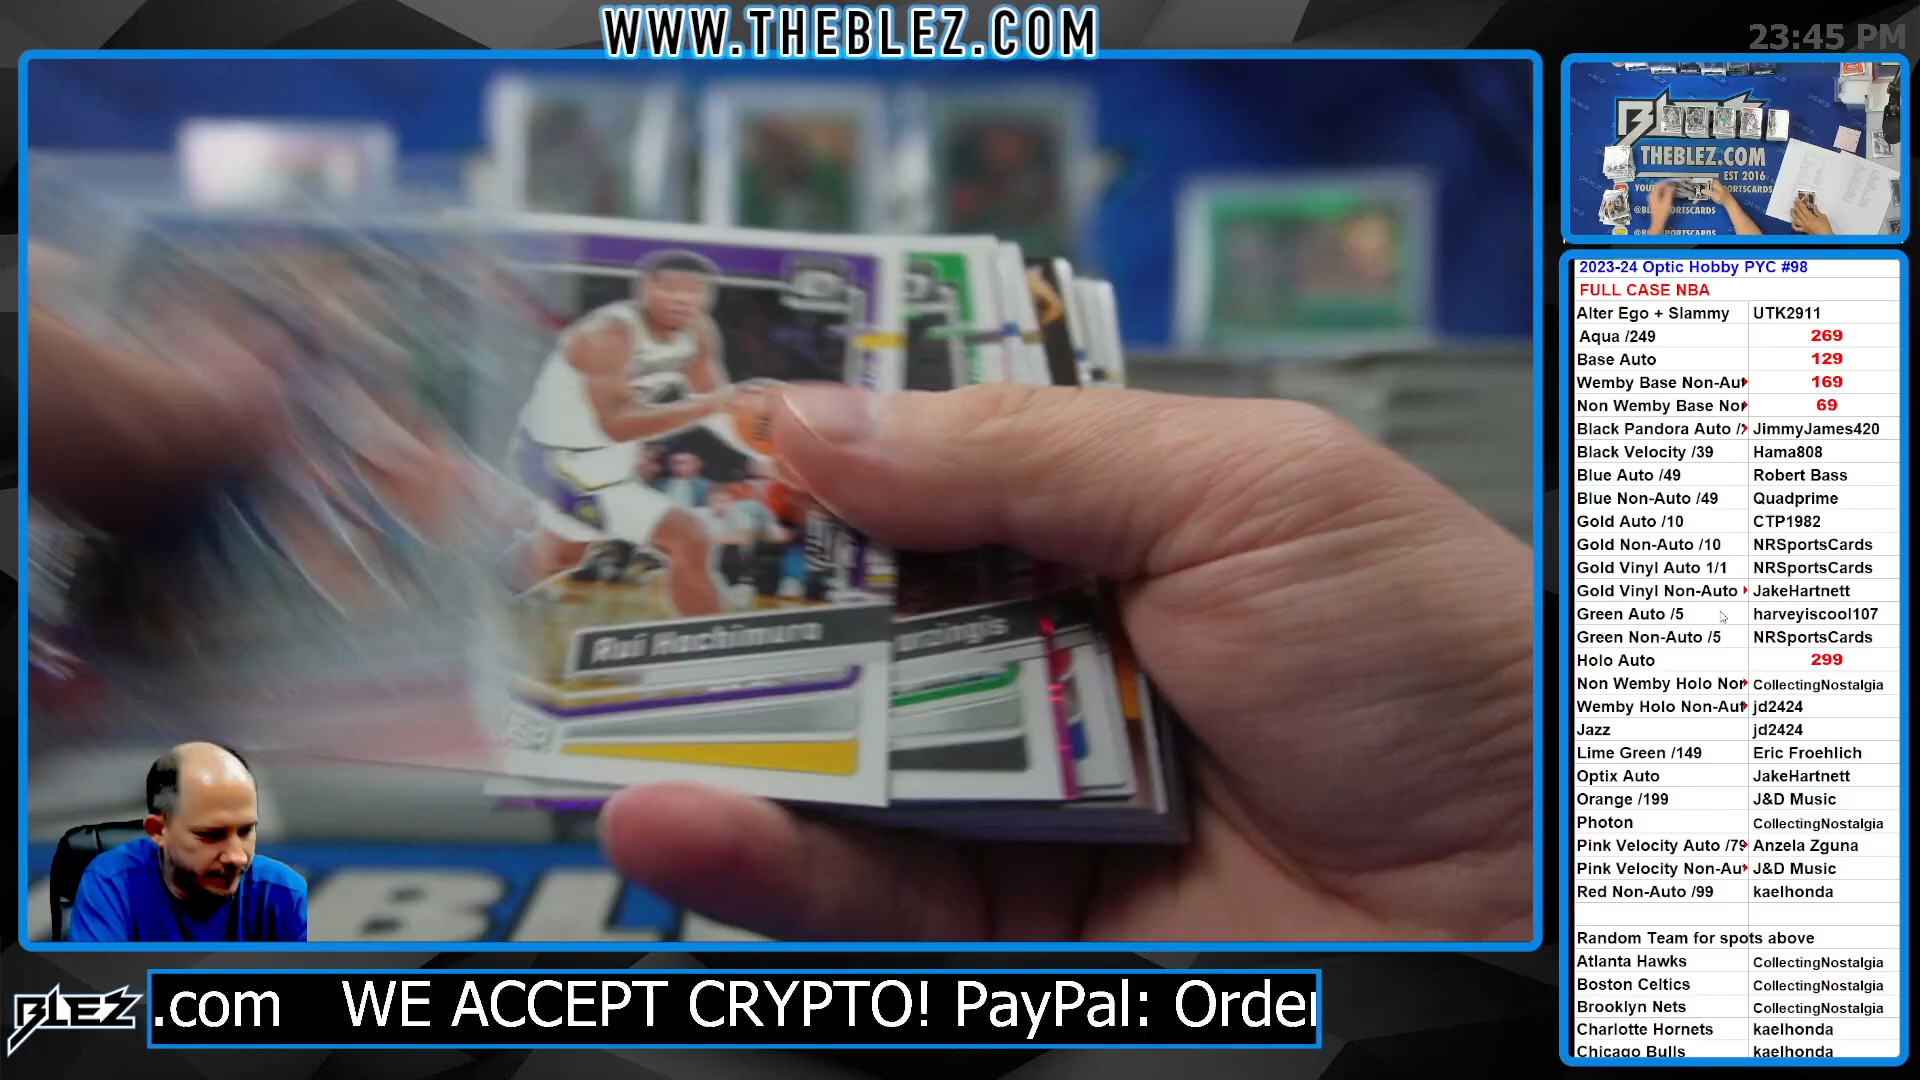 WWW.THEBLEZ.COM
23:45 PM
THEBLEZ.COM
EST 2016
Rui Hachimura
2023-24 Optic Hobby PYC #98
FULL CASE NBA
Alter Ego + Slammy UTK2911
Aqua /249 269
Base Auto 129
Wemby Base Non-Aut 169
Non Wemby Base Nor 69
Black Pandora Auto / JimmyJames420
Black Velocity /39 Hama808
Blue Auto /49 Robert Bass
Blue Non-Auto /49 Quadprime
Gold Auto /10 CTP1982
Gold Non-Auto /10 NRSportsCards
Gold Vinyl Auto 1/1 NRSportsCards
Gold Vinyl Non-Auto JakeHartnett
Green Auto /5 harveyiscool107
Green Non-Auto /5 NRSportsCards
Holo Auto 299
Non Wemby Holo Nor CollectingNostalgia
Wemby Holo Non-Aut jd2424
Jazz jd2424
Lime Green /149 Eric Froehlich
Optix Auto JakeHartnett
Orange /199 J&D Music
Photon CollectingNostalgia
Pink Velocity Auto /79 Anzela Zguna
Pink Velocity Non-Au J&D Music
Red Non-Auto /99 kaelhonda
Random Team for spots above
Atlanta Hawks CollectingNostalgia
Boston Celtics CollectingNostalgia
Brooklyn Nets CollectingNostalgia
Charlotte Hornets kaelhonda
Chicago Bulls kaelhonda
BLEZ
.com WE ACCEPT CRYPTO! PayPal: Order